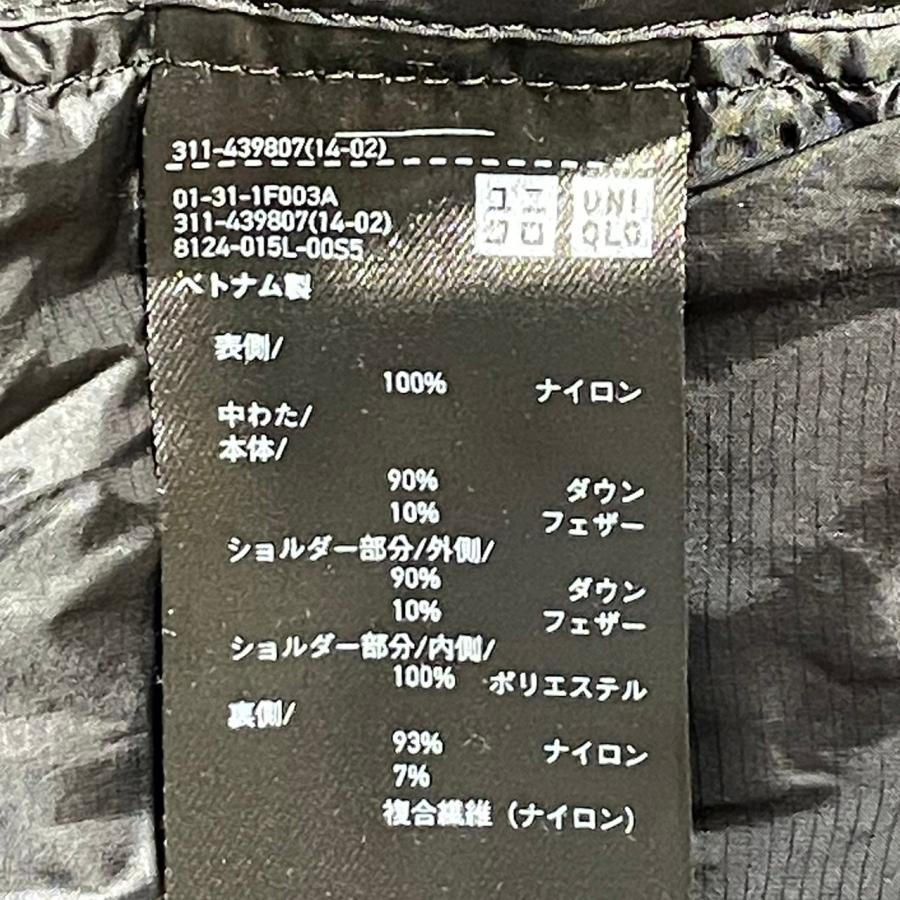 311-439807(14-02)
01-31-1F003A
311-439807(14-02)
8124-015L-00S5
ユニ
クロ
UNI
QLO
ベトナム製
表側/
100% ナイロン
中わた/
本体/
90% ダウン
10% フェザー
ショルダー部分/外側/
90% ダウン
10% フェザー
ショルダー部分/内側/
100% ポリエステル
裏側/
93% ナイロン
7%
複合繊維（ナイロン）